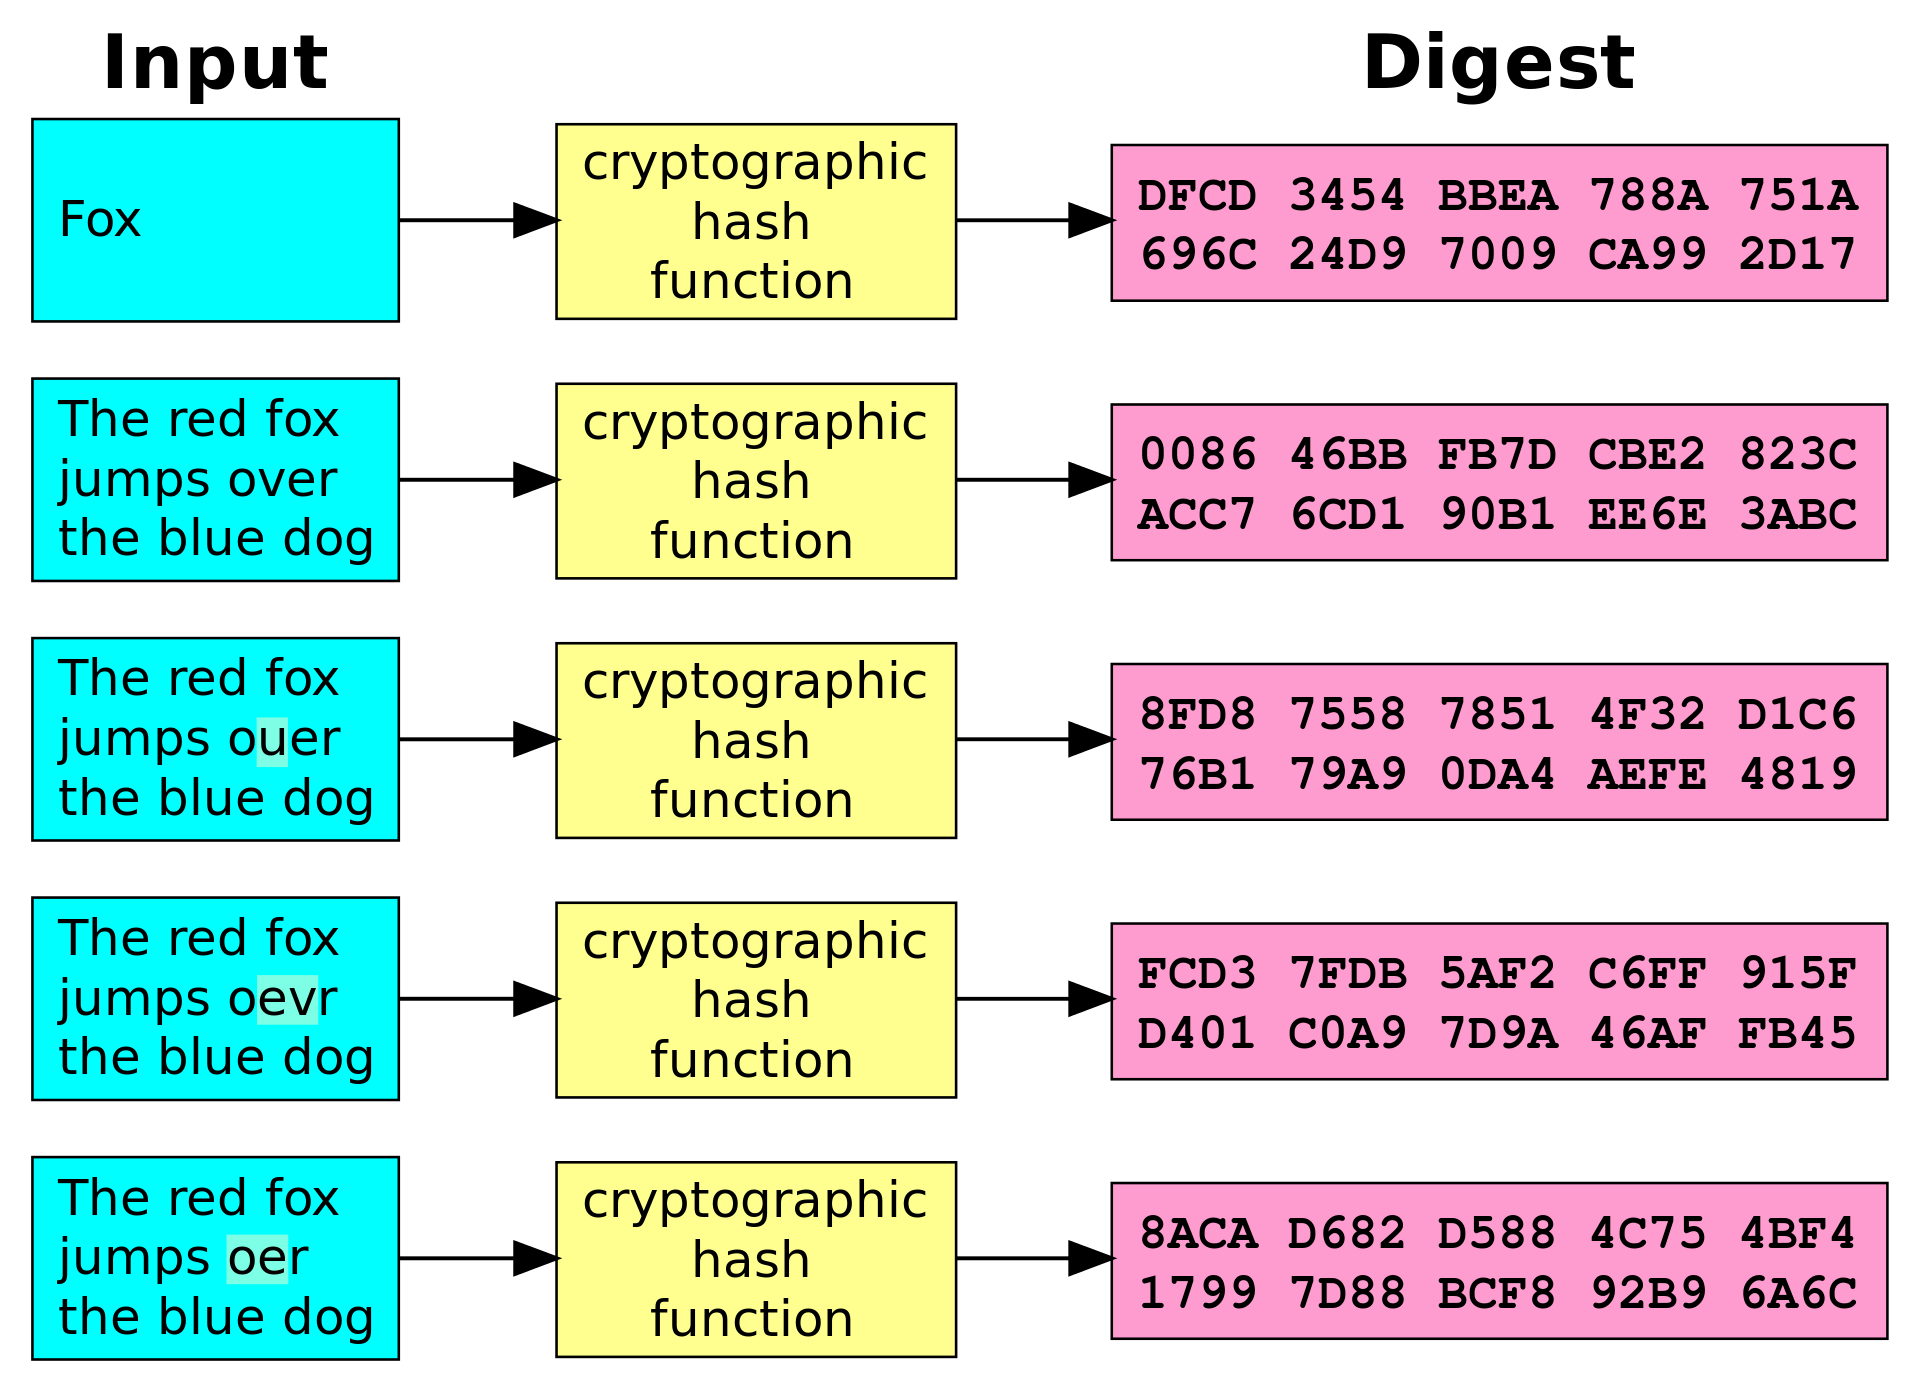 Input
Digest
Fox
cryptographic
hash
function
DFCD 3454 BBEA 788A 751A
696C 24D9 7009 CA99 2D17
The red fox
jumps over
the blue dog
cryptographic
hash
function
0086 46BB FB7D CBE2 823C
ACC7 6CD1 90B1 EE6E 3ABC
The red fox
jumps ouer
the blue dog
cryptographic
hash
function
8FD8 7558 7851 4F32 D1C6
76B1 79A9 0DA4 AEFE 4819
The red fox
jumps oevr
the blue dog
cryptographic
hash
function
FCD3 7FDB 5AF2 C6FF 915F
D401 C0A9 7D9A 46AF FB45
The red fox
jumps oer
the blue dog
cryptographic
hash
function
8ACA D682 D588 4C75 4BF4
1799 7D88 BCF8 92B9 6A6C